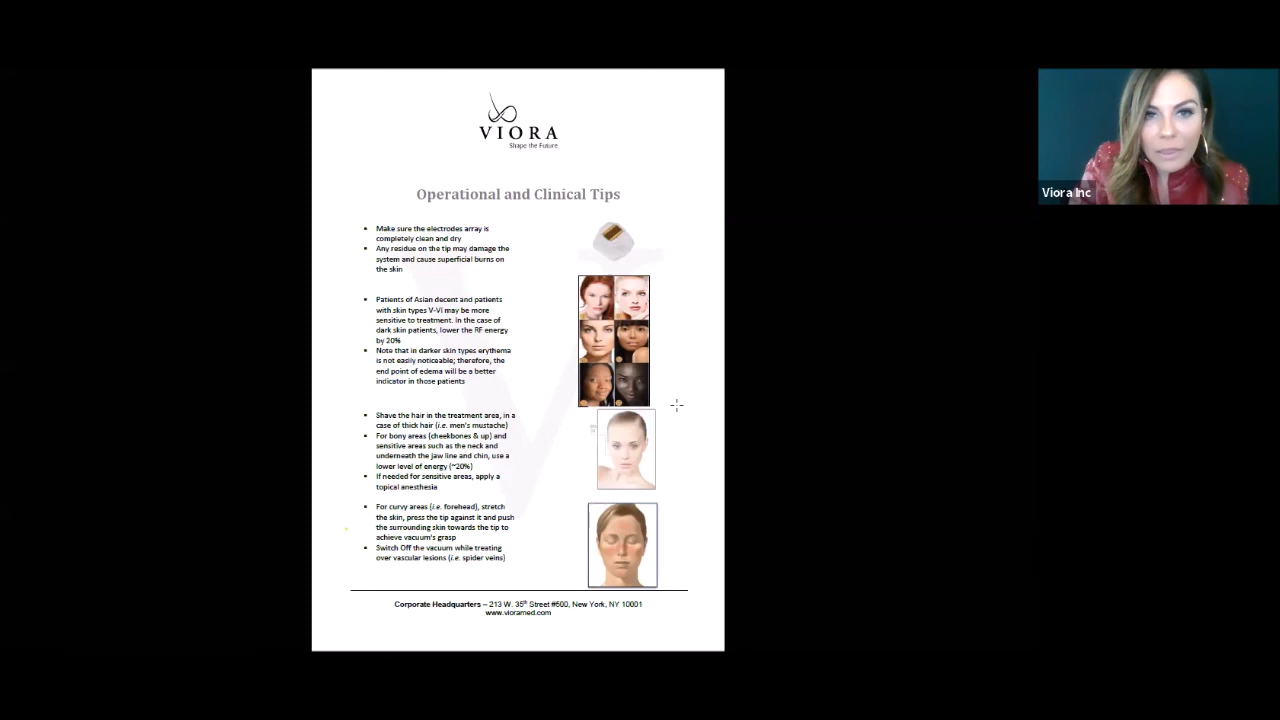 VIORA
Shape the Future
Operational and Clinical Tips
▪ Make sure the electrodes array is
completely clean and dry
▪ Any residue on the tip may damage the
system and cause superficial burns on
the skin
▪ Patients of Asian decent and patients
with skin types V-VI may be more
sensitive to treatment. In the case of
dark skin patients, lower the RF energy
by 20%
▪ Note that in darker skin types erythema
is not easily noticeable; therefore, the
end point of edema will be a better
indicator in those patients
▪ Shave the hair in the treatment area, in a
case of thick hair (i.e. men's mustache)
▪ For bony areas (cheekbones & up) and
sensitive areas such as the neck and
underneath the jaw line and chin, use a
lower level of energy (~20%)
▪ If needed for sensitive areas, apply a
topical anesthesia
▪ For curvy areas (i.e. forehead), stretch
the skin, press the tip against it and push
the surrounding skin towards the tip to
achieve vacuum's grasp
▪ Switch Off the vacuum while treating
over vascular lesions (i.e. spider veins)
Corporate Headquarters – 213 W. 35th Street #500, New York, NY 10001
www.vioramed.com
Viora Inc